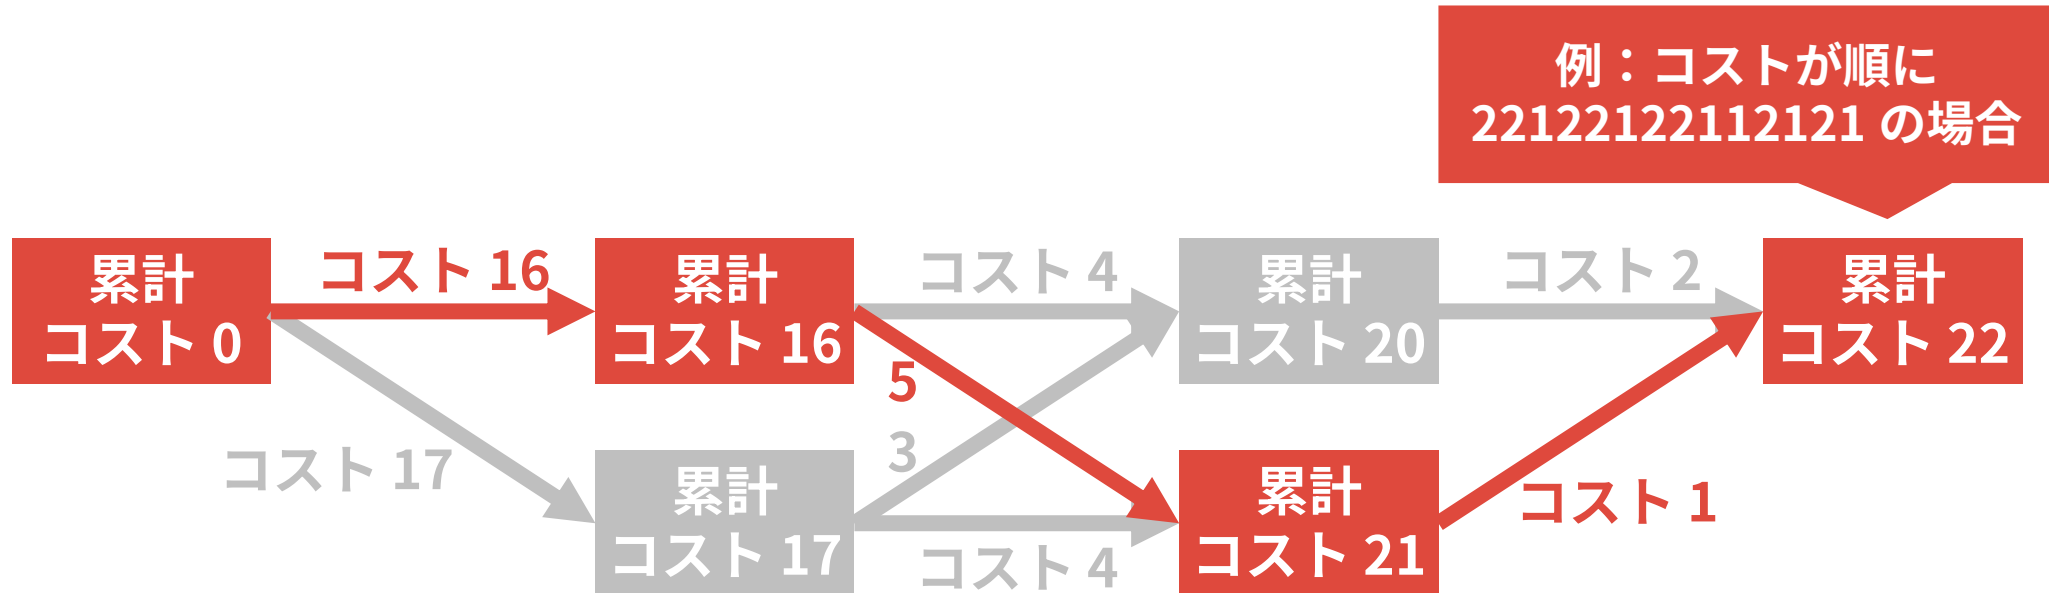 例：コストが順に
22122122112121 の場合
累計
コスト 0
コスト 16
コスト 17
累計
コスト 16
累計
コスト 17
コスト 4
5
3
コスト 4
累計
コスト 20
累計
コスト 21
コスト 2
コスト 1
累計
コスト 22